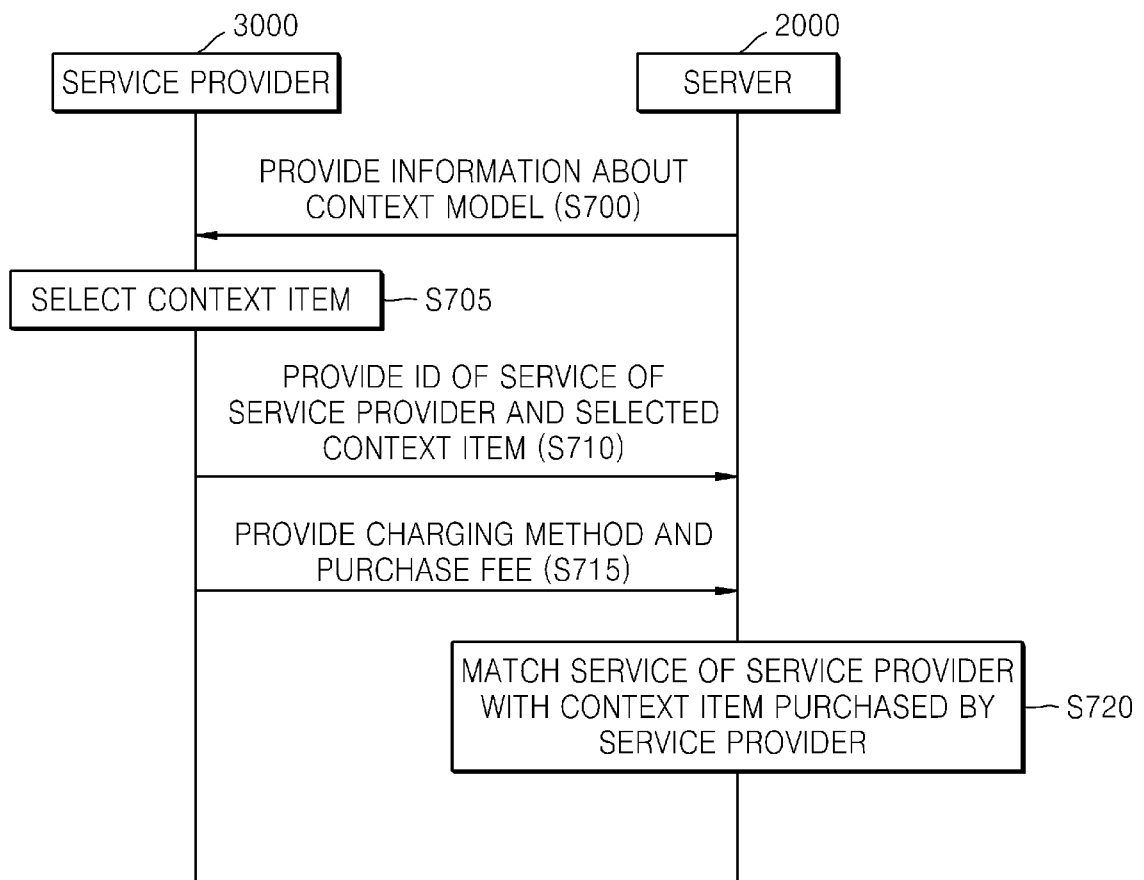 3000
2000
SERVICE PROVIDER
SERVER
PROVIDE INFORMATION ABOUT
CONTEXT MODEL (S700)
SELECT CONTEXT ITEM
S705
PROVIDE ID OF SERVICE OF
SERVICE PROVIDER AND SELECTED
CONTEXT ITEM (S710)
PROVIDE CHARGING METHOD AND
PURCHASE FEE (S715)
MATCH SERVICE OF SERVICE PROVIDER
WITH CONTEXT ITEM PURCHASED BY
SERVICE PROVIDER
S720